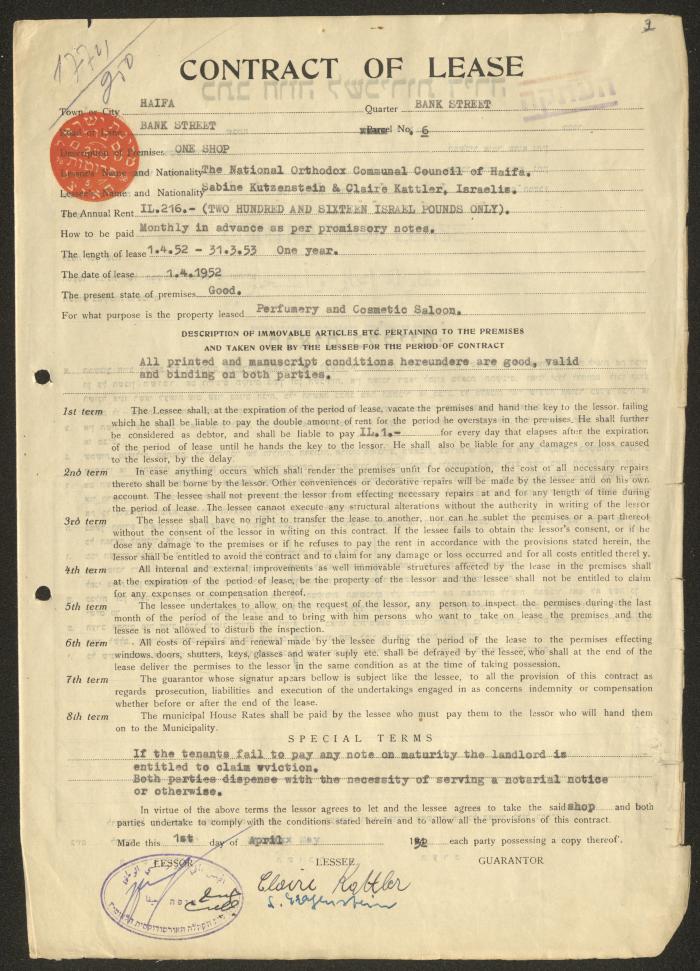 1774
950
CONTRACT OF LEASE
Town or City HAIFA Quarter BANK STREET
BANK STREET Parcel No. 6
Description of Premises ONE SHOP
Lessor's Name and Nationality The National Orthodox Communal Council of Haifa.
Lessee's Name and Nationality Sabine Kutzenstein & Claire Kattler, Israelis.
The Annual Rent IL.216.- (TWO HUNDRED AND SIXTEEN ISRAEL POUNDS ONLY).
How to be paid Monthly in advance as per promissory notes.
The length of lease 1.4.52 - 31.3.53 One year.
The date of lease 1.4.1952
The present state of premises Good.
For what purpose is the property leased Perfumery and Cosmetic Saloon.
DESCRIPTION OF IMMOVABLE ARTICLES ETC. PERTAINING TO THE PREMISES
AND TAKEN OVER BY THE LESSEE FOR THE PERIOD OF CONTRACT
All printed and manuscript conditions hereunders are good, valid
and binding on both parties.
1st term The Lessee shall, at the expiration of the period of lease, vacate the premises and hand the key to the lessor. failing
which he shall be liable to pay the double amount of rent for the period he overstays in the premises. He shall further
be considered as debtor, and shall be liable to pay IL.1.- for every day that elapses after the expiration
of the period of lease until he hands the key to the lessor. He shall also be liable for any damages or loss caused
to the lessor, by the delay.
2nd term In case anything occurs which shall render the premises unfit for occupation, the cost of all necessary repairs
thereto shall be borne by the lessor. Other conveniences or decorative repairs will be made by the lessee and on his own
account. The lessee shall not prevent the lessor from effecting necessary repairs at and for any length of time during
the period of lease. The lessee cannot execute any structural alterations without the autherity in writing of the lessor
3rd term The lessee shall have no right to transfer the lease to another, nor can he sublet the premises or a part thereof
without the consent of the lessor in writing on this contract. If the lessee fails to obtain the lessor's consent, or if he
dose any damage to the premises or if he refuses to pay the rent in accordance with the provisions stated herein, the
lessor shall be entitled to avoid the contract and to claim for any damage or loss occurred and for all costs entitled therel y.
4th term All internal and external improvements as well immovable structures affected by the lease in the premises shall
at the expiration of the period of lease, be the property of the lessor and the lessee shall not be entitled to claim
for any expenses or compensation thereof.
5th term The lessee undertakes to allow on the request of the lessor, any person to inspect the permises during the last
month of the period of the lease and to bring with him persons who want to take on lease the premises and the
lessee is not allowed to disturb the inspection.
6th term All costs of repairs and renewal made by the lessee during the period of the lease to the permises effecting
windows. doors, shutters, keys, glasses and water suply etc. shall be defrayed by the lessee, who shall at the end of the
lease deliver the permises to the lessor in the same condition as at the time of taking possession.
7th term The guarantor whose signatur apears bellow is subject like the lessee, to all the provision of this contract as
regards prosecution, liabilities and execution of the undertakings engaged in as concerns indemnity or compensation
whether before or after the end of the lease.
8th term The municipal House Rates shall be paid by the lessee who must pay them to the lessor who will hand them
on to the Municipality.
SPECIAL TERMS
If the tenants fail to pay any note on maturity the landlord is
entitled to claim eviction.
Both parties dispense with the necessity of serving a notarial notice
or otherwise.
In virtue of the above terms the lessor agrees to let and the lessee agrees to take the said shop and both
parties undertake to comply with the conditions stated herein and to allow all the provisions of this contract.
Made this 1st day of April 1952 each party possessing a copy thereof.
LESSOR LESSEE GUARANTOR
Claire Kattler